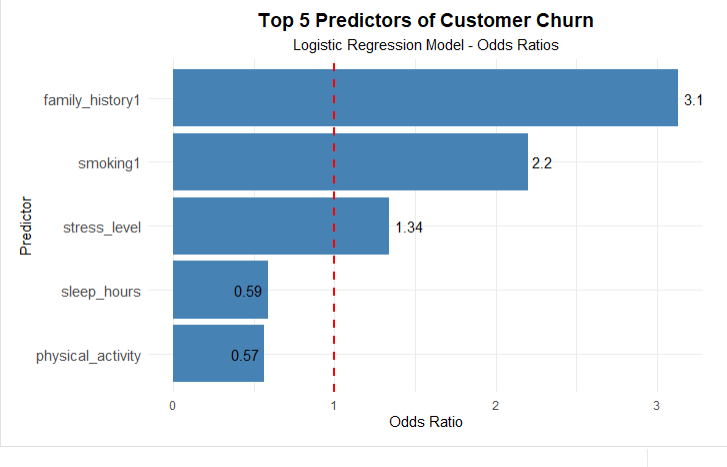 Top 5 Predictors of Customer Churn
Logistic Regression Model - Odds Ratios
Predictor
family_history1 3.1
smoking1 2.2
stress_level 1.34
sleep_hours 0.59
physical_activity 0.57
0 1 2 3
Odds Ratio